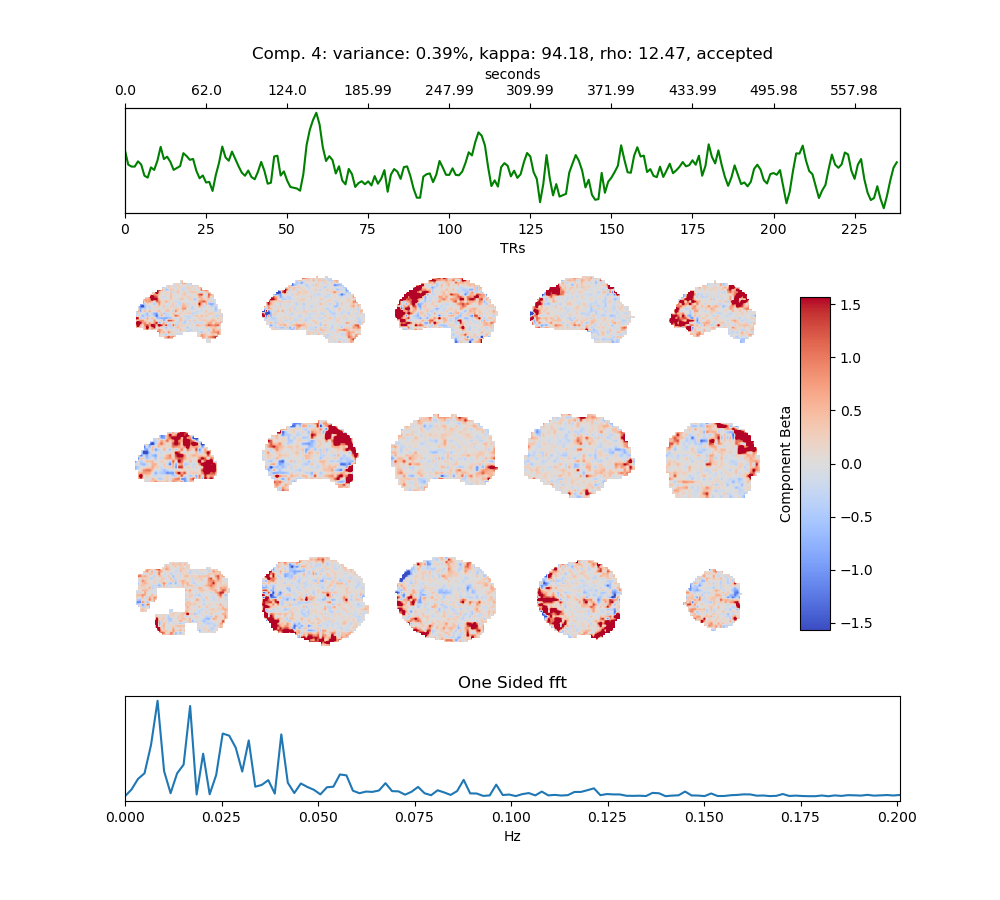 Comp. 4: variance: 0.39%, kappa: 94.18, rho: 12.47, accepted
seconds
0.0 62.0 124.0 185.99 247.99 309.99 371.99 433.99 495.98 557.98
0 25 50 75 100 125 150 175 200 225
TRs
1.5
1.0
0.5
0.0
−0.5
−1.0
−1.5
Component Beta
One Sided fft
0.000 0.025 0.050 0.075 0.100 0.125 0.150 0.175 0.200
Hz